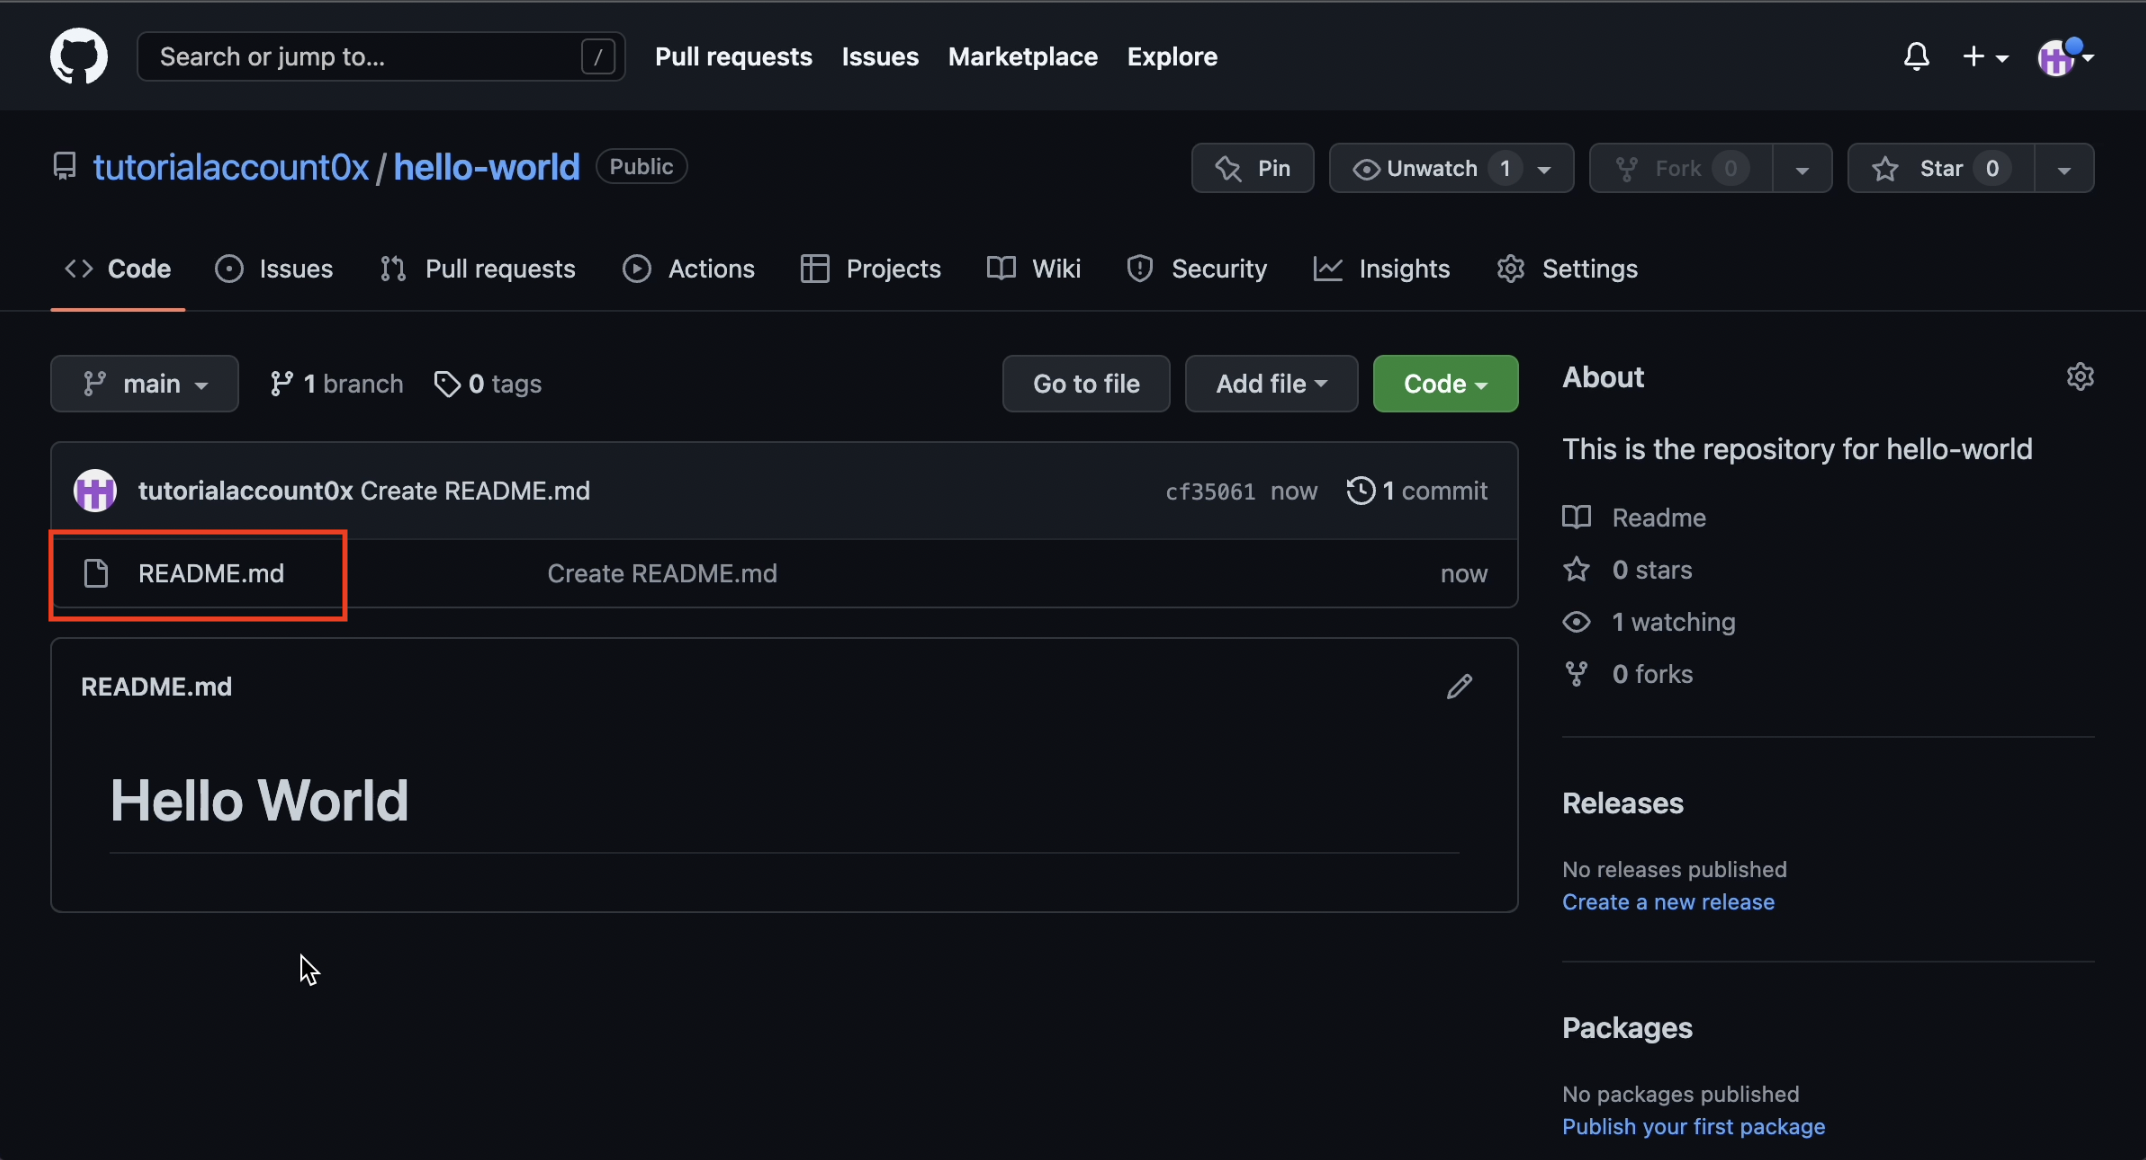 Search or jump to... /
Pull requests Issues Marketplace Explore
tutorialaccount0x / hello-world Public
Pin Unwatch 1 Fork 0 Star 0
Code Issues Pull requests Actions Projects Wiki Security Insights Settings
main 1 branch 0 tags Go to file Add file Code
tutorialaccount0x Create README.md cf35061 now 1 commit
README.md Create README.md now
README.md
Hello World
About
This is the repository for hello-world
Readme
0 stars
1 watching
0 forks
Releases
No releases published
Create a new release
Packages
No packages published
Publish your first package